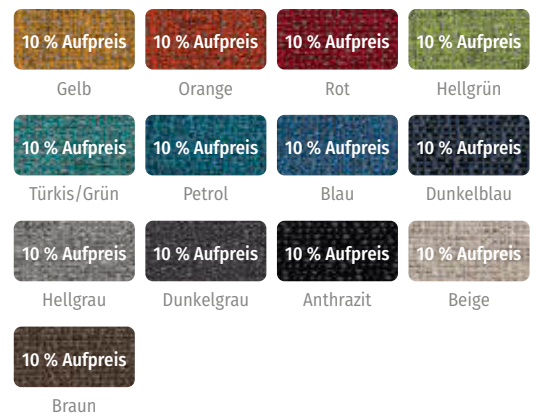 10 % Aufpreis 10 % Aufpreis 10 % Aufpreis 10 % Aufpreis
Gelb Orange Rot Hellgrün
10 % Aufpreis 10 % Aufpreis 10 % Aufpreis 10 % Aufpreis
Türkis/Grün Petrol Blau Dunkelblau
10 % Aufpreis 10 % Aufpreis 10 % Aufpreis 10 % Aufpreis
Hellgrau Dunkelgrau Anthrazit Beige
10 % Aufpreis
Braun